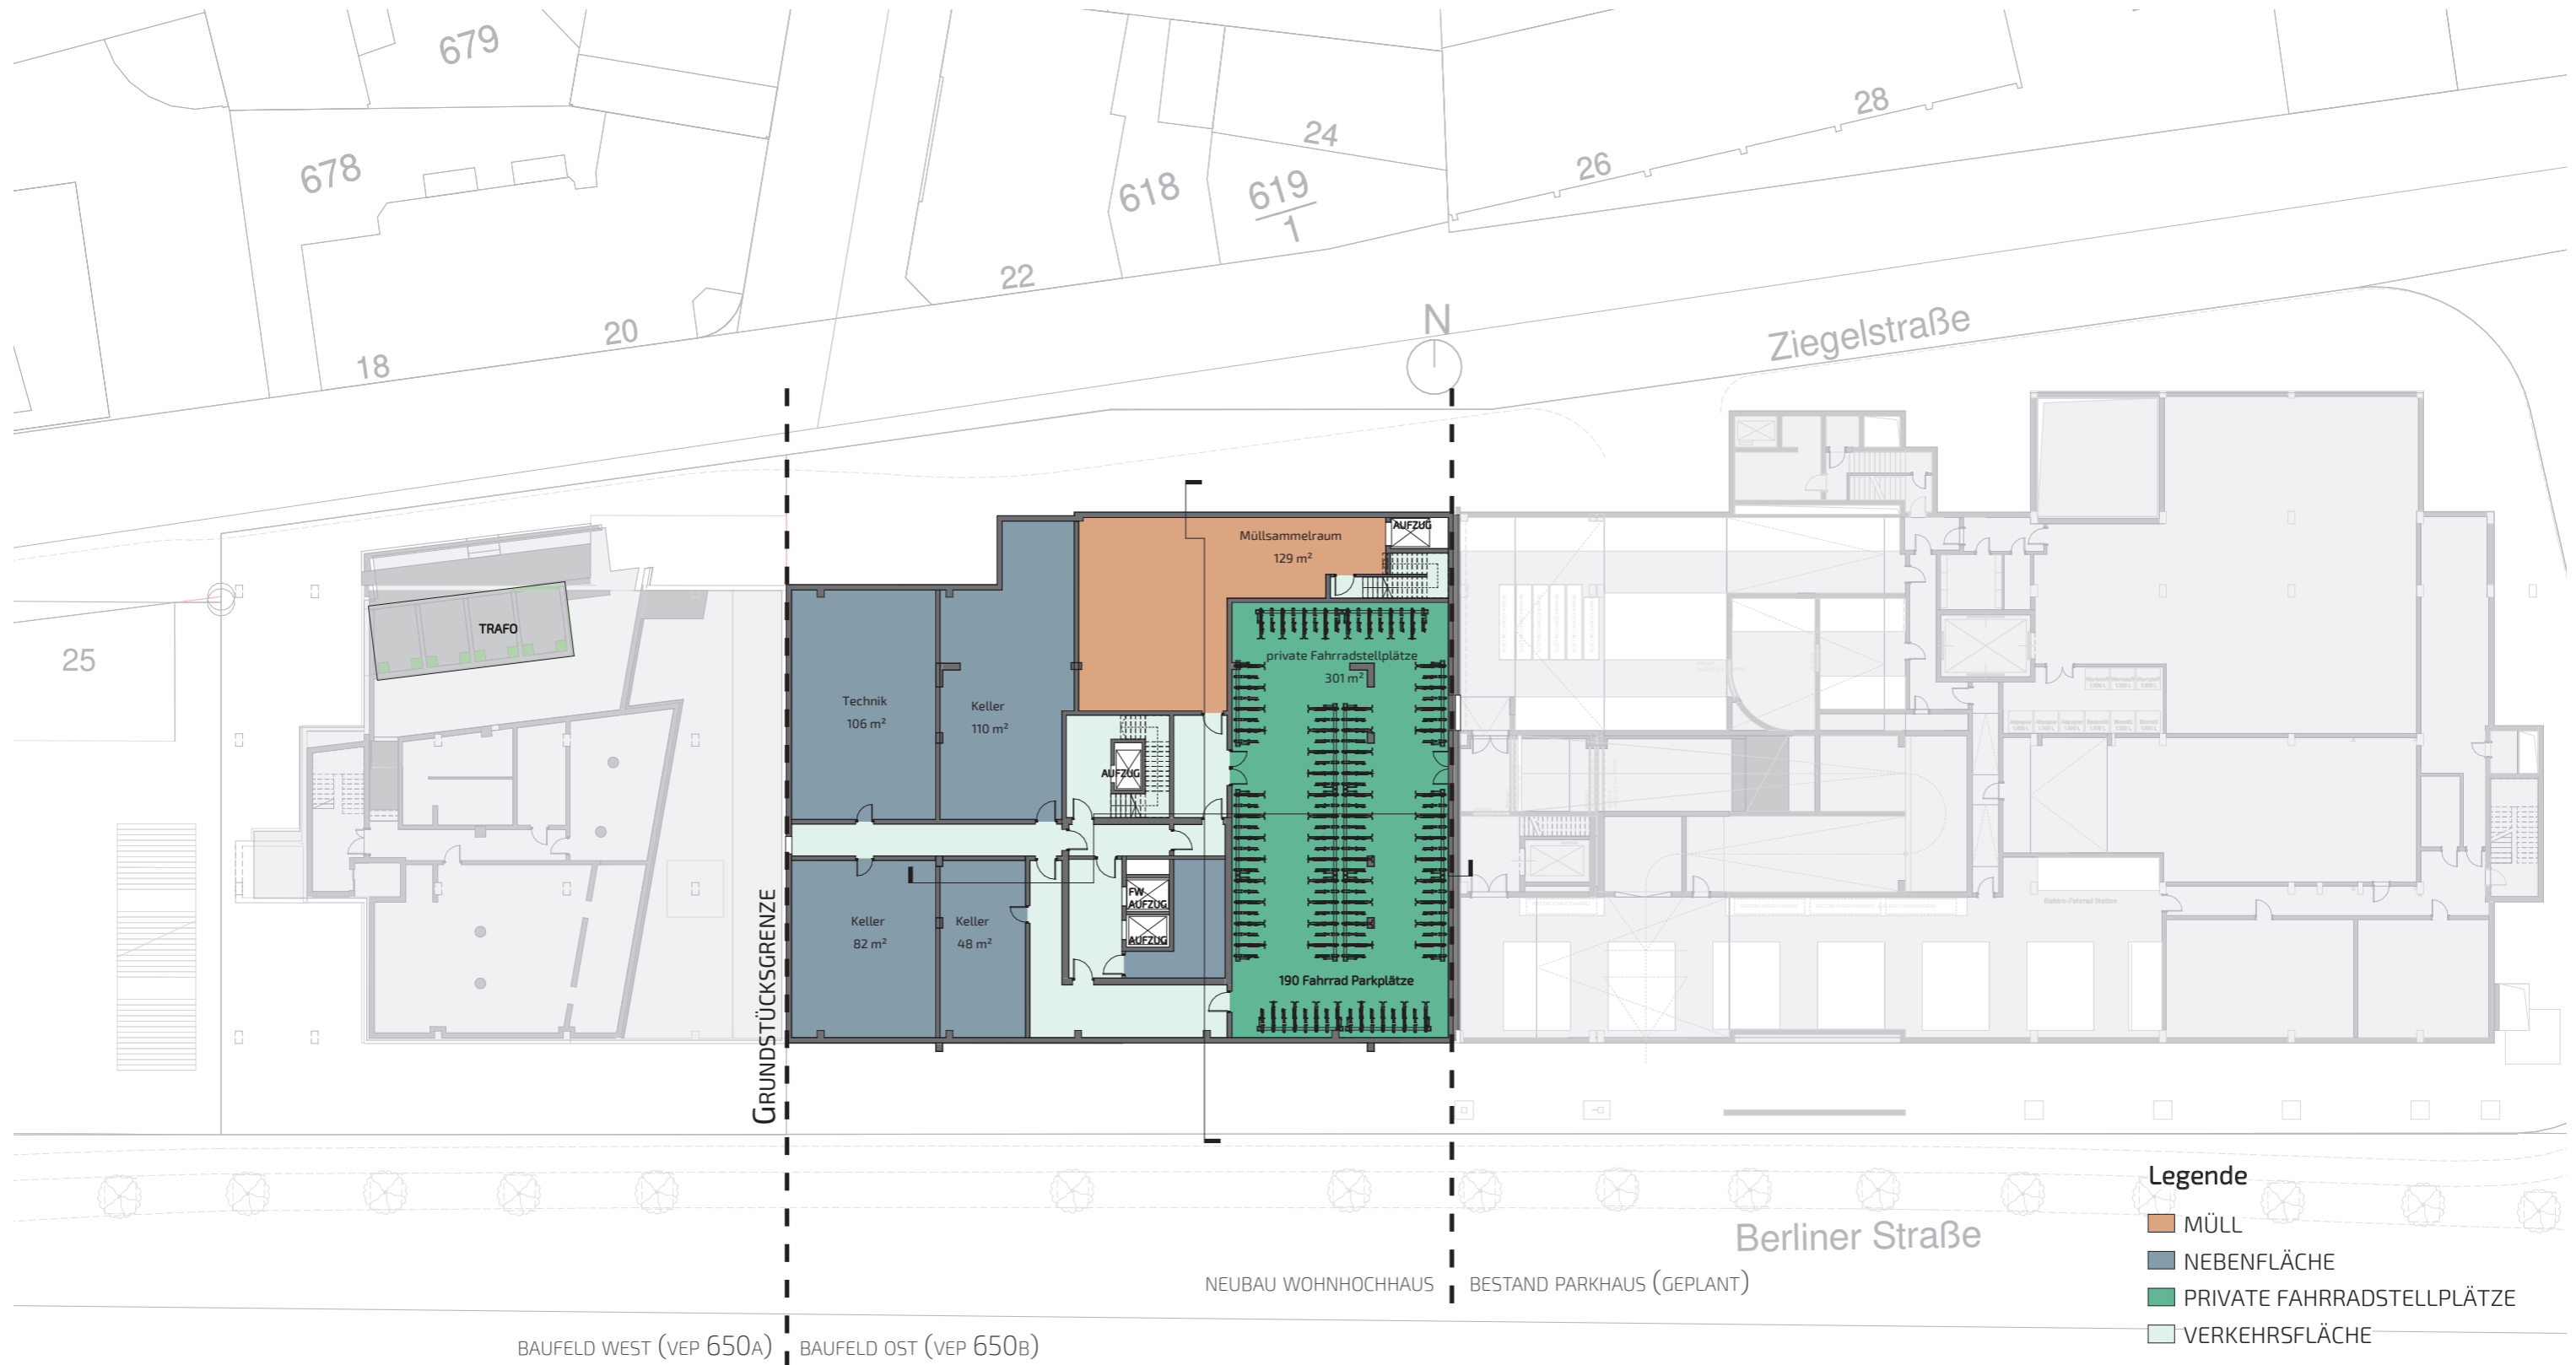 679
678
18
20
22
618
619
1
24
26
28
N
Ziegelstraße
25
TRAFO
Müllsammelraum
129 m²
AUFZUG
private Fahrradstellplätze
301 m²
Technik
106 m²
Keller
110 m²
AUFZUG
FW
AUFZUG
AUFZUG
Keller
82 m²
Keller
48 m²
190 Fahrrad Parkplätze
Elektro-Fahrrad Station
GRUNDSTÜCKSGRENZE
Berliner Straße
NEUBAU WOHNHOCHHAUS
BESTAND PARKHAUS (GEPLANT)
BAUFELD WEST (VEP 650A)
BAUFELD OST (VEP 650B)
Legende
MÜLL
NEBENFLÄCHE
PRIVATE FAHRRADSTELLPLÄTZE
VERKEHRSFLÄCHE